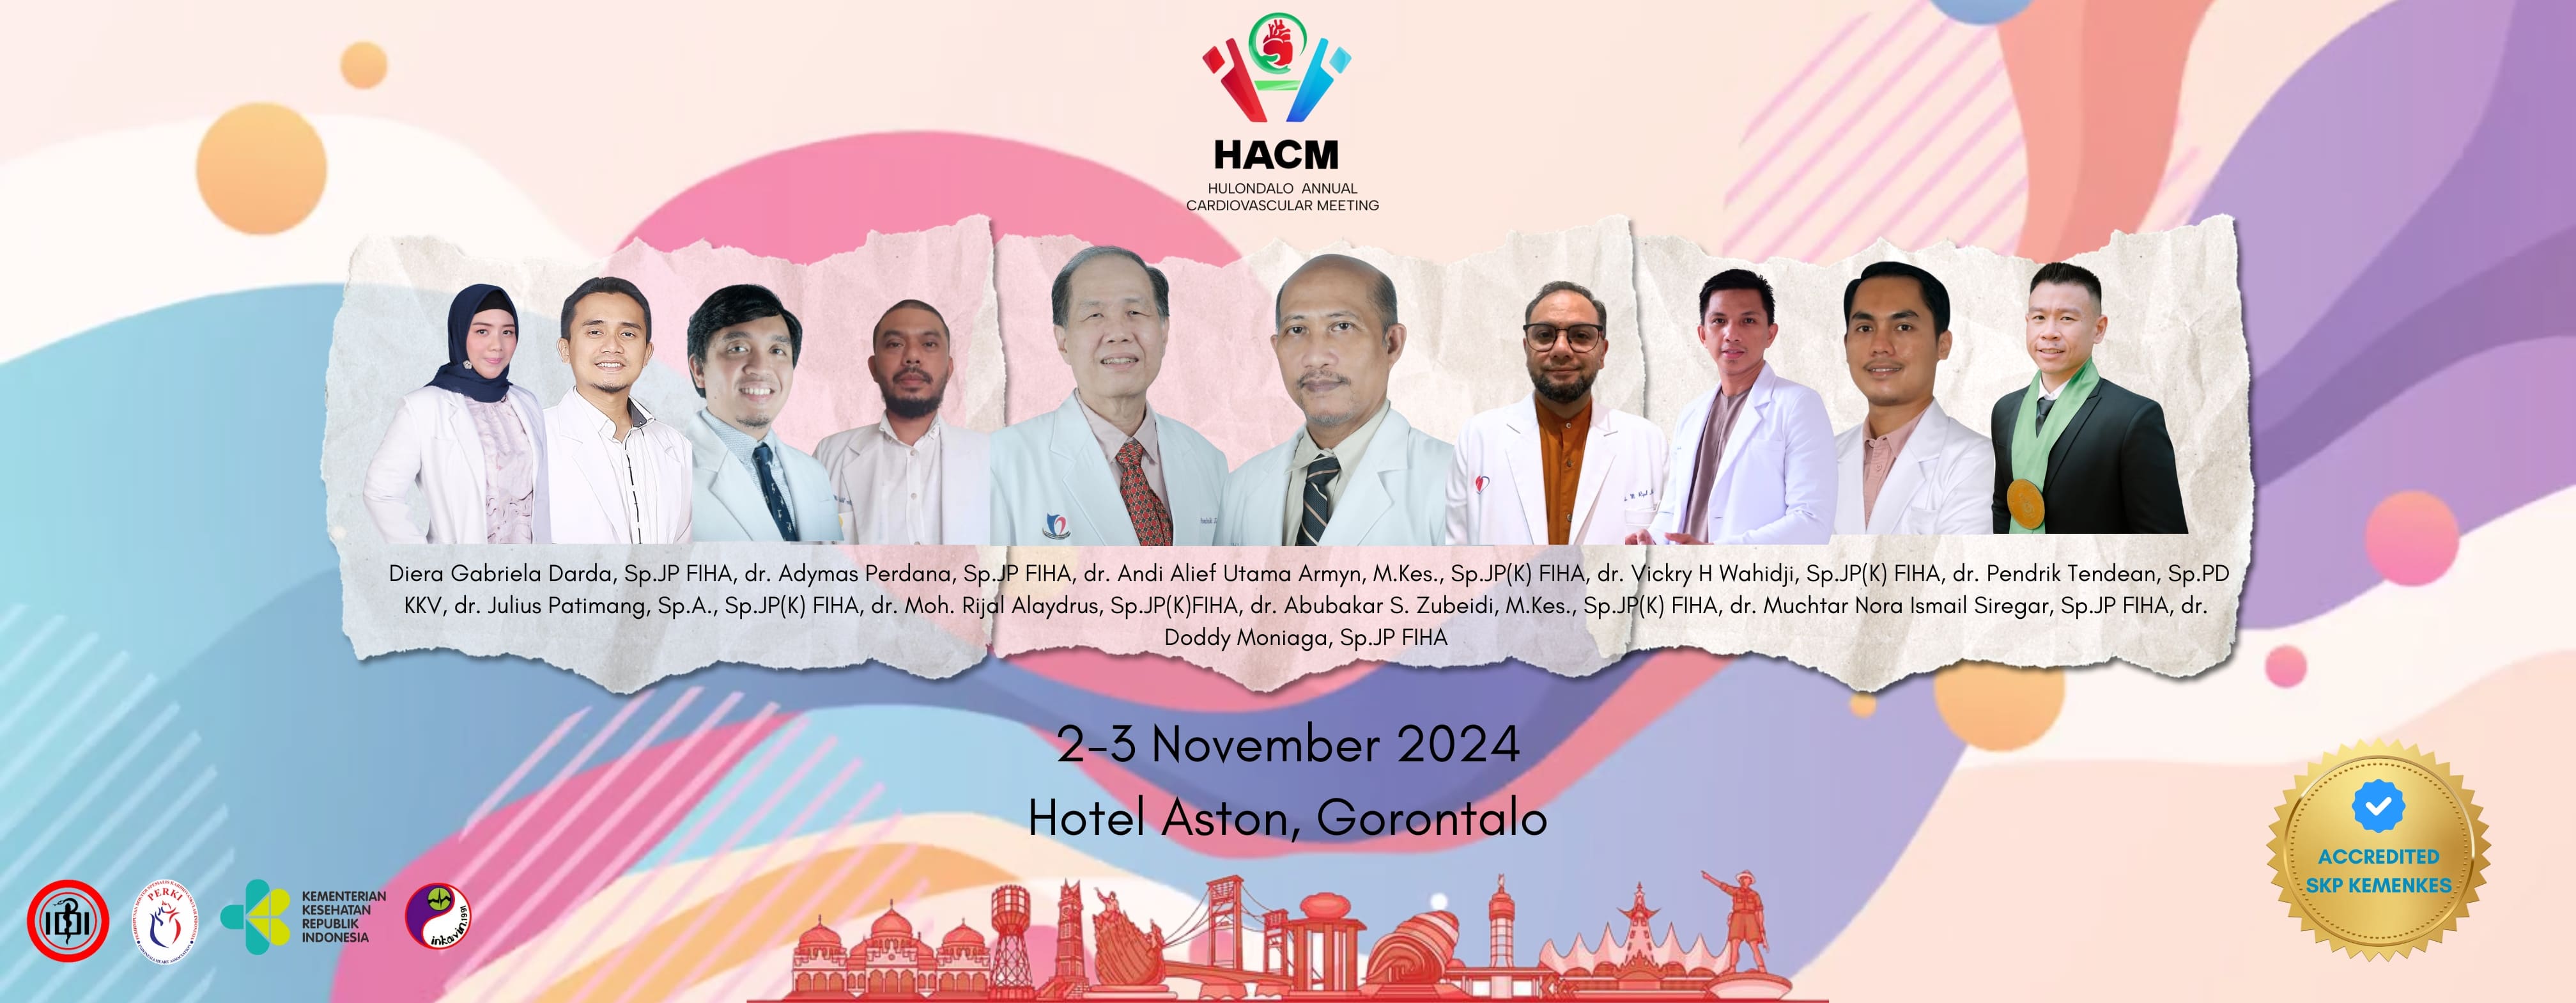 HACM
HULONDALO ANNUAL
CARDIOVASCULAR MEETING
Diera Gabriela Darda, Sp.JP FIHA, dr. Adymas Perdana, Sp.JP FIHA, dr. Andi Alief Utama Armyn, M.Kes., Sp.JP(K) FIHA, dr. Vickry H Wahidji, Sp.JP(K) FIHA, dr. Pendrik Tendean, Sp.PD
KKV, dr. Julius Patimang, Sp.A., Sp.JP(K) FIHA, dr. Moh. Rijal Alaydrus, Sp.JP(K)FIHA, dr. Abubakar S. Zubeidi, M.Kes., Sp.JP(K) FIHA, dr. Muchtar Nora Ismail Siregar, Sp.JP FIHA, dr.
Doddy Moniaga, Sp.JP FIHA
2-3 November 2024
Hotel Aston, Gorontalo
IDI
PERKI
KEMENTERIAN
KESEHATAN
REPUBLIK
INDONESIA
ACCREDITED
SKP KEMENKES